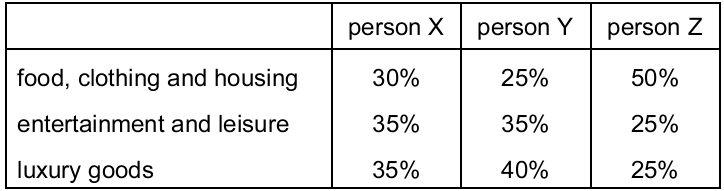 person X person Y person Z
food, clothing and housing 30% 25% 50%
entertainment and leisure 35% 35% 25%
luxury goods 35% 40% 25%